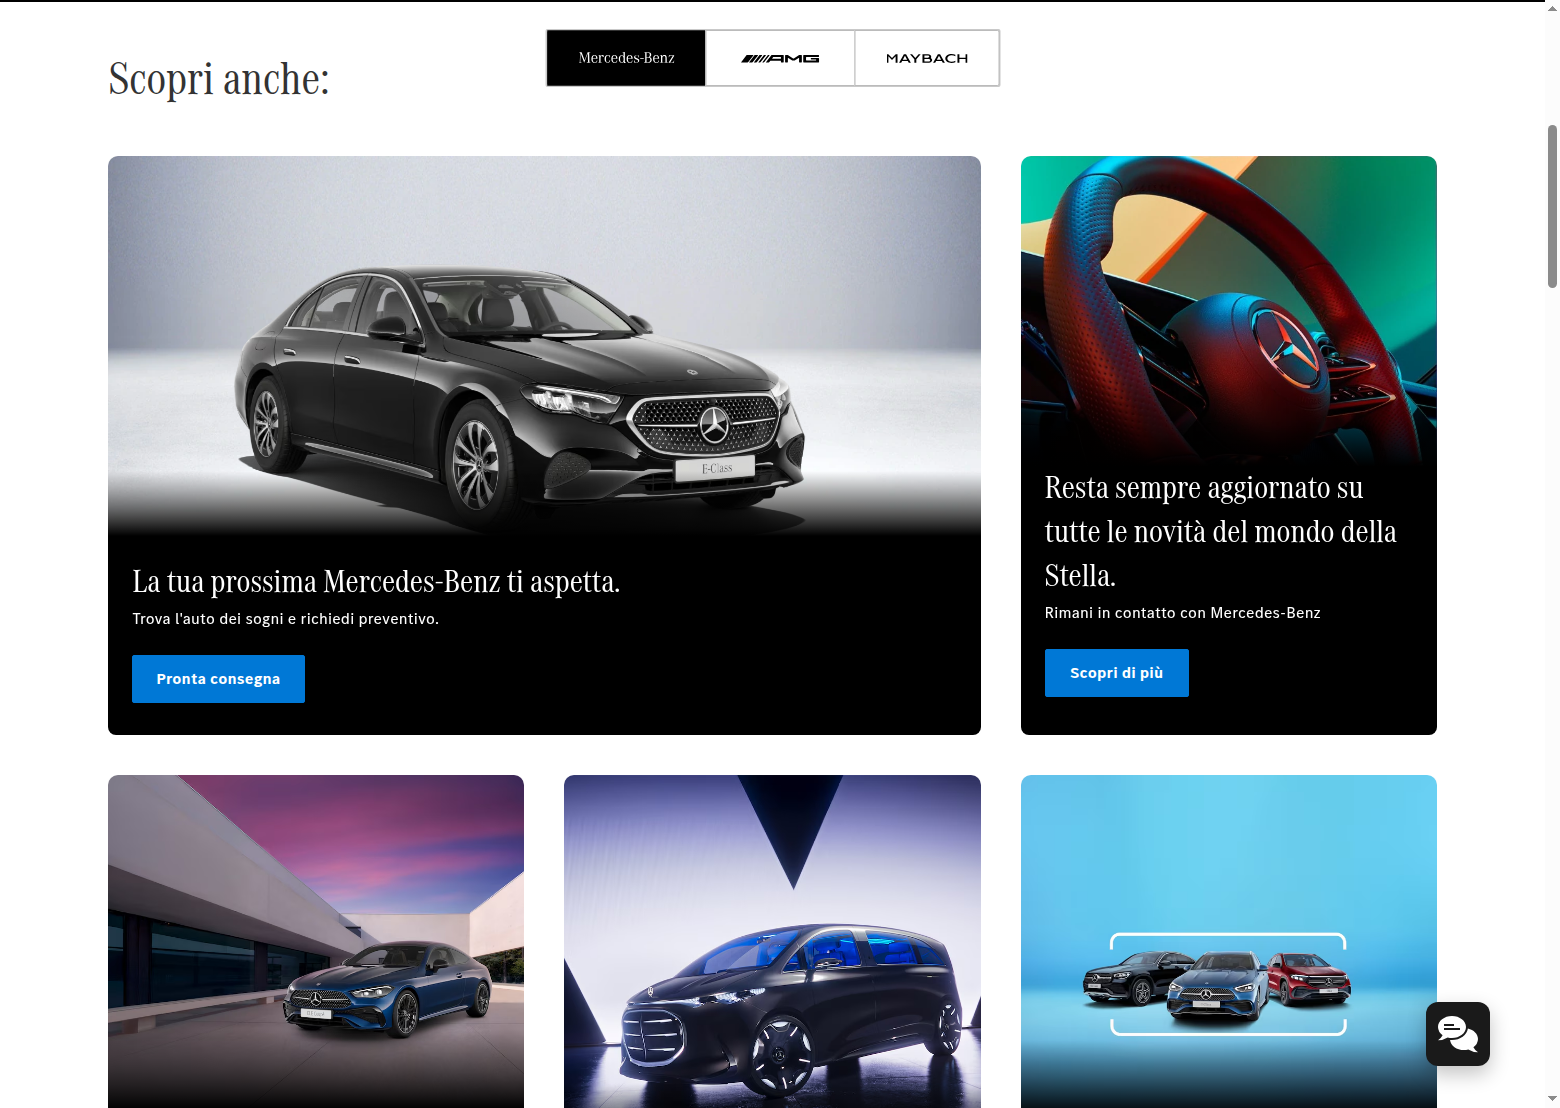 Scopri anche:
Mercedes-Benz
AMG
MAYBACH
E-Class
La tua prossima Mercedes-Benz ti aspetta.
Trova l'auto dei sogni e richiedi preventivo.
Pronta consegna
Resta sempre aggiornato su
tutte le novità del mondo della
Stella.
Rimani in contatto con Mercedes-Benz
Scopri di più